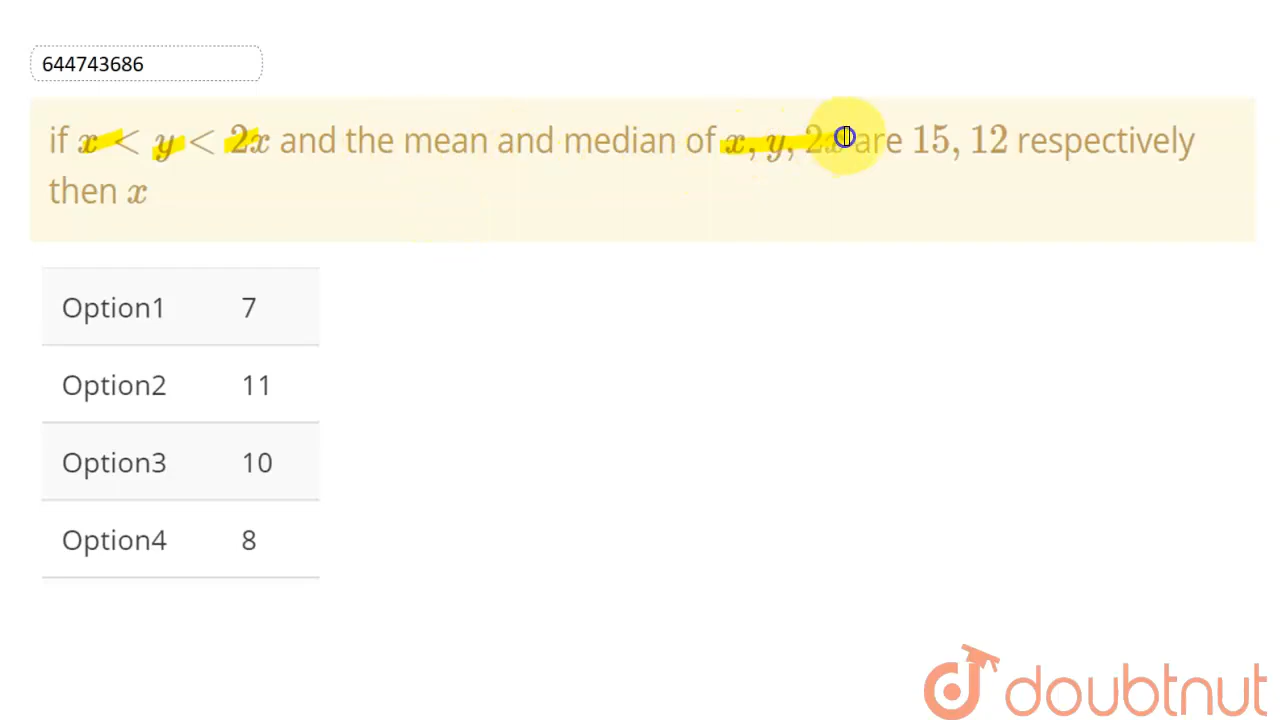 644743686
if x < y < 2x and the mean and median of x, y, 2x are 15, 12 respectively
then x
Option1 7
Option2 11
Option3 10
Option4 8
doubtnut